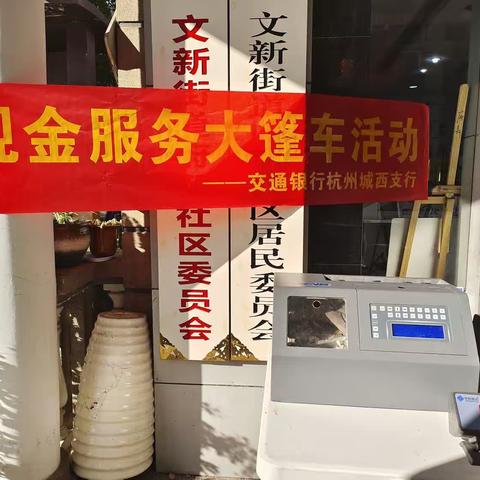 现金服务大篷车活动
——交通银行杭州城西支行
文新街
社区委员会
文新街
区居民委员会